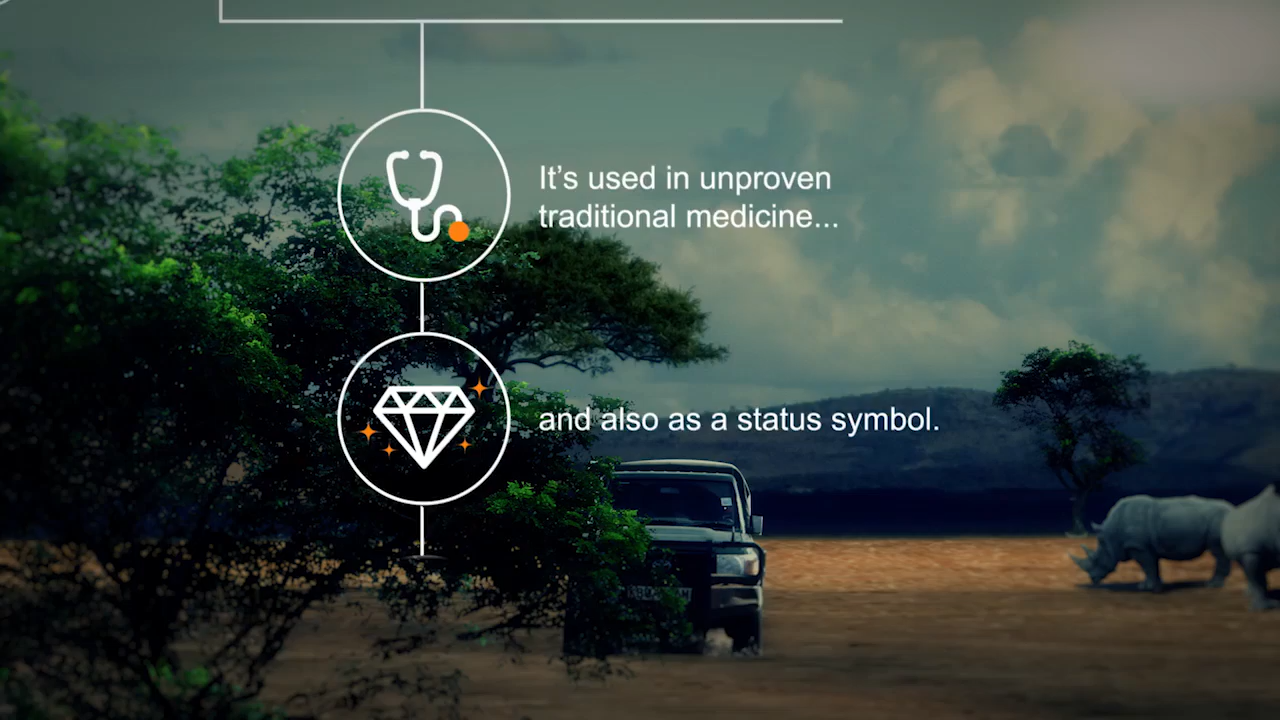 It’s used in unproven
traditional medicine...
and also as a status symbol.